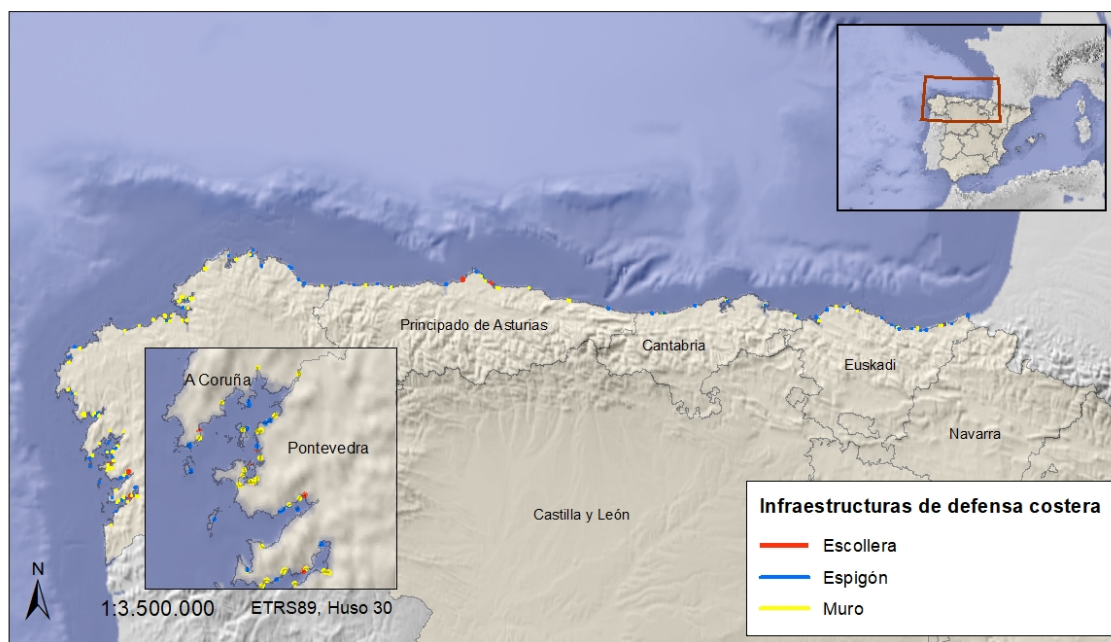 Principado de Asturias
Cantabria
Euskadi
Navarra
Castilla y León
A Coruña
Pontevedra
N
1:3.500.000
ETRS89, Huso 30
Infraestructuras de defensa costera
Escollera
Espigón
Muro